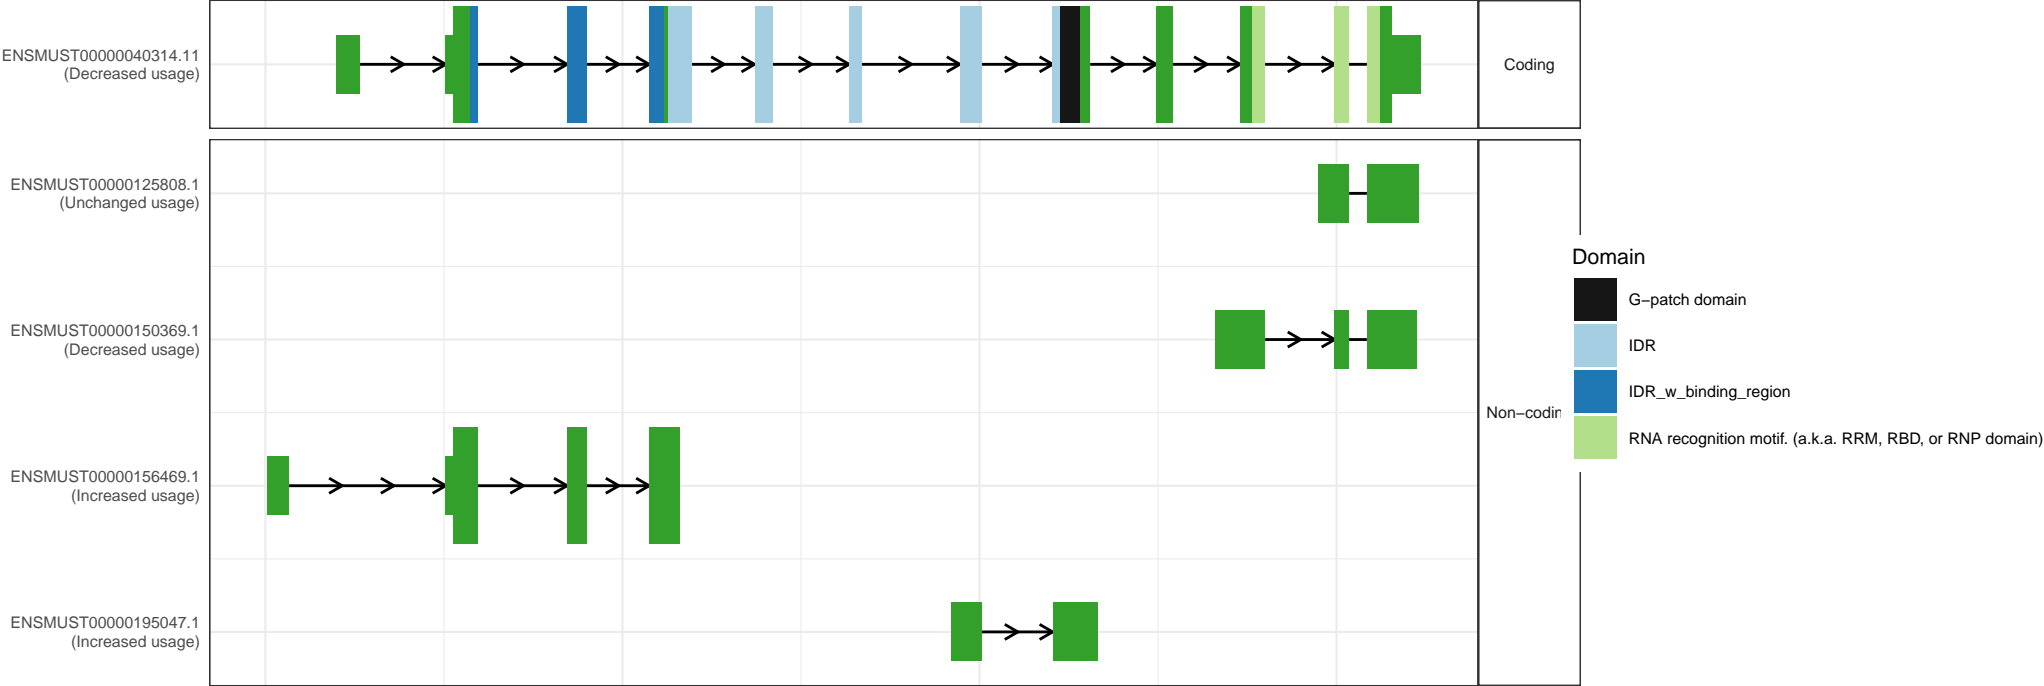 ENSMUST00000040314.11
(Decreased usage)
Coding
ENSMUST00000125808.1
(Unchanged usage)
ENSMUST00000150369.1
(Decreased usage)
ENSMUST00000156469.1
(Increased usage)
ENSMUST00000195047.1
(Increased usage)
Non−codin
Domain
G−patch domain
IDR
IDR_w_binding_region
RNA recognition motif. (a.k.a. RRM, RBD, or RNP domain)